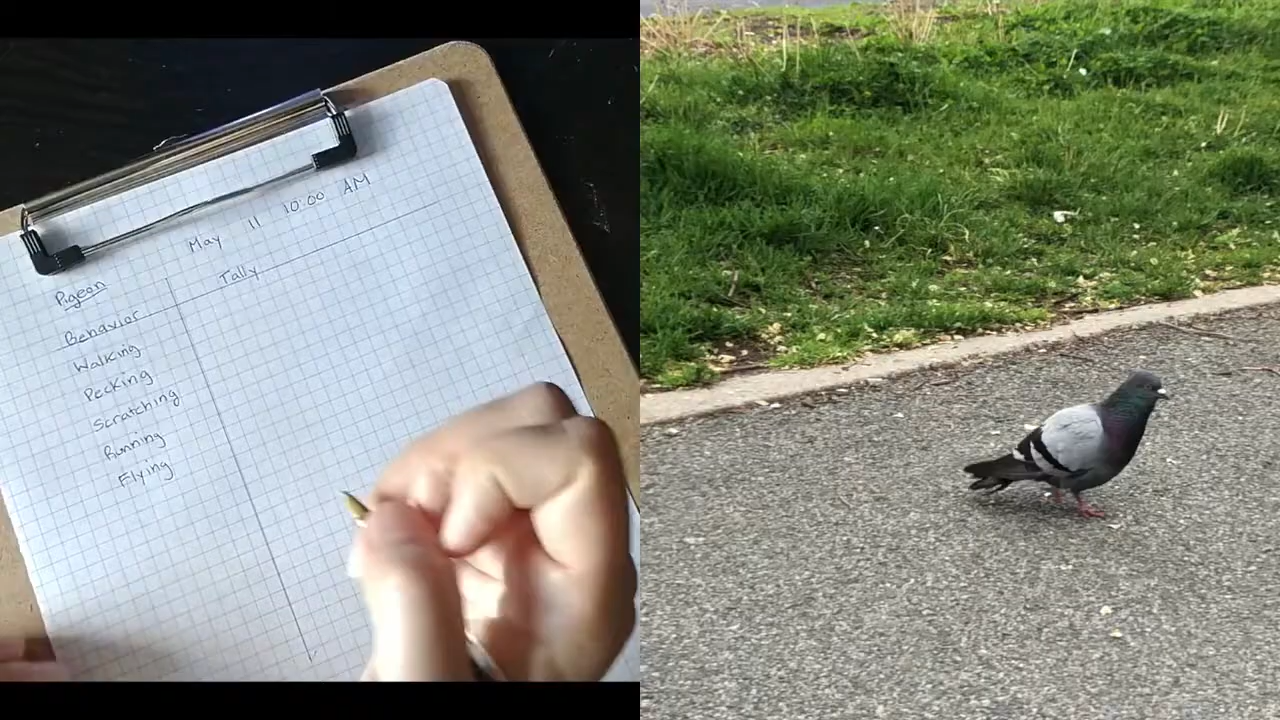 May 11 10:00 AM
Pigeon
Behavior Tally
Walking
Pecking
Scratching
Running
Flying